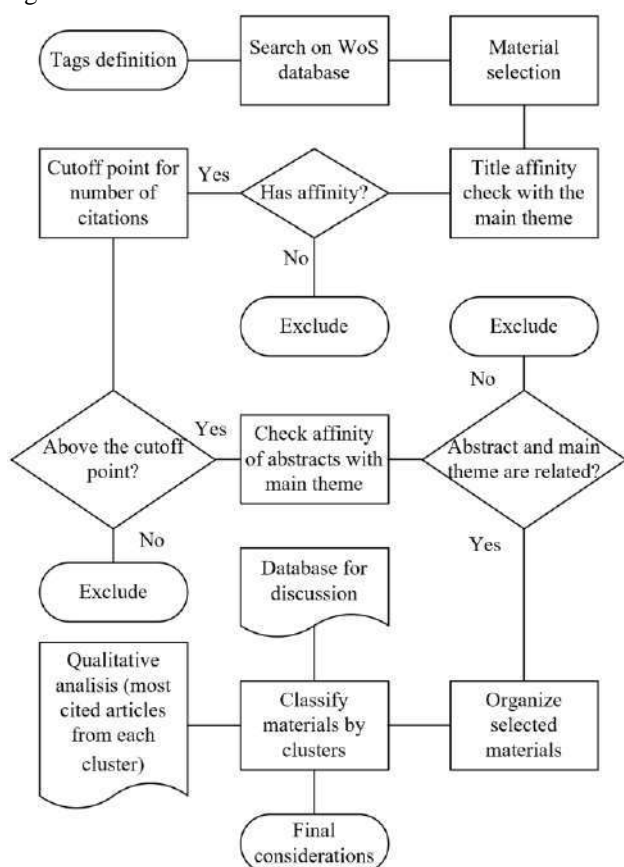 Tags definition
Search on WoS
database
Material
selection
Cutoff point for
number of
citations
Yes
Has affinity?
Title affinity
check with the
main theme
No
Exclude
Exclude
No
Above the cutoff
point?
Yes
Check affinity
of abstracts with
main theme
Abstract and main
theme are related?
No
Yes
Exclude
Database for
discussion
Qualitative
analisis (most
cited articles
from each
cluster)
Classify
materials by
clusters
Organize
selected
materials
Final
considerations